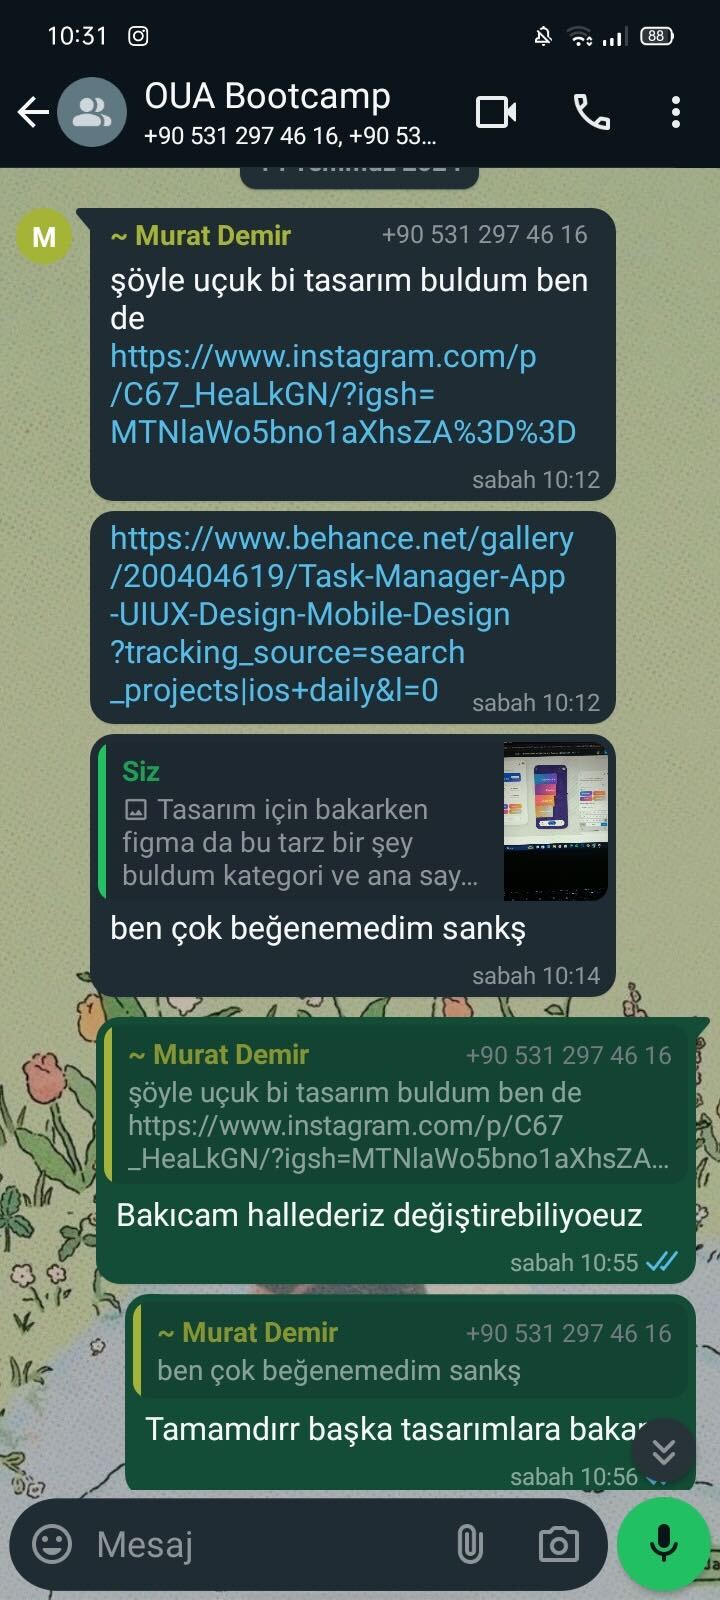 10:31
88
OUA Bootcamp
+90 531 297 46 16, +90 53...
M
~ Murat Demir +90 531 297 46 16
şöyle uçuk bi tasarım buldum ben
de
https://www.instagram.com/p
/C67_HeaLkGN/?igsh=
MTNlaWo5bno1aXhsZA%3D%3D
sabah 10:12
https://www.behance.net/gallery
/200404619/Task-Manager-App
-UIUX-Design-Mobile-Design
?tracking_source=search
_projects|ios+daily&l=0
sabah 10:12
Siz
Tasarım için bakarken
figma da bu tarz bir şey
buldum kategori ve ana say...
ben çok beğenemedim sankş
sabah 10:14
~ Murat Demir +90 531 297 46 16
şöyle uçuk bi tasarım buldum ben de
https://www.instagram.com/p/C67
_HeaLkGN/?igsh=MTNlaWo5bno1aXhsZA...
Bakıcam hallederiz değiştirebiliyoeuz
sabah 10:55
~ Murat Demir +90 531 297 46 16
ben çok beğenemedim sankş
Tamamdırr başka tasarımlara
sabah 10:56
Mesaj